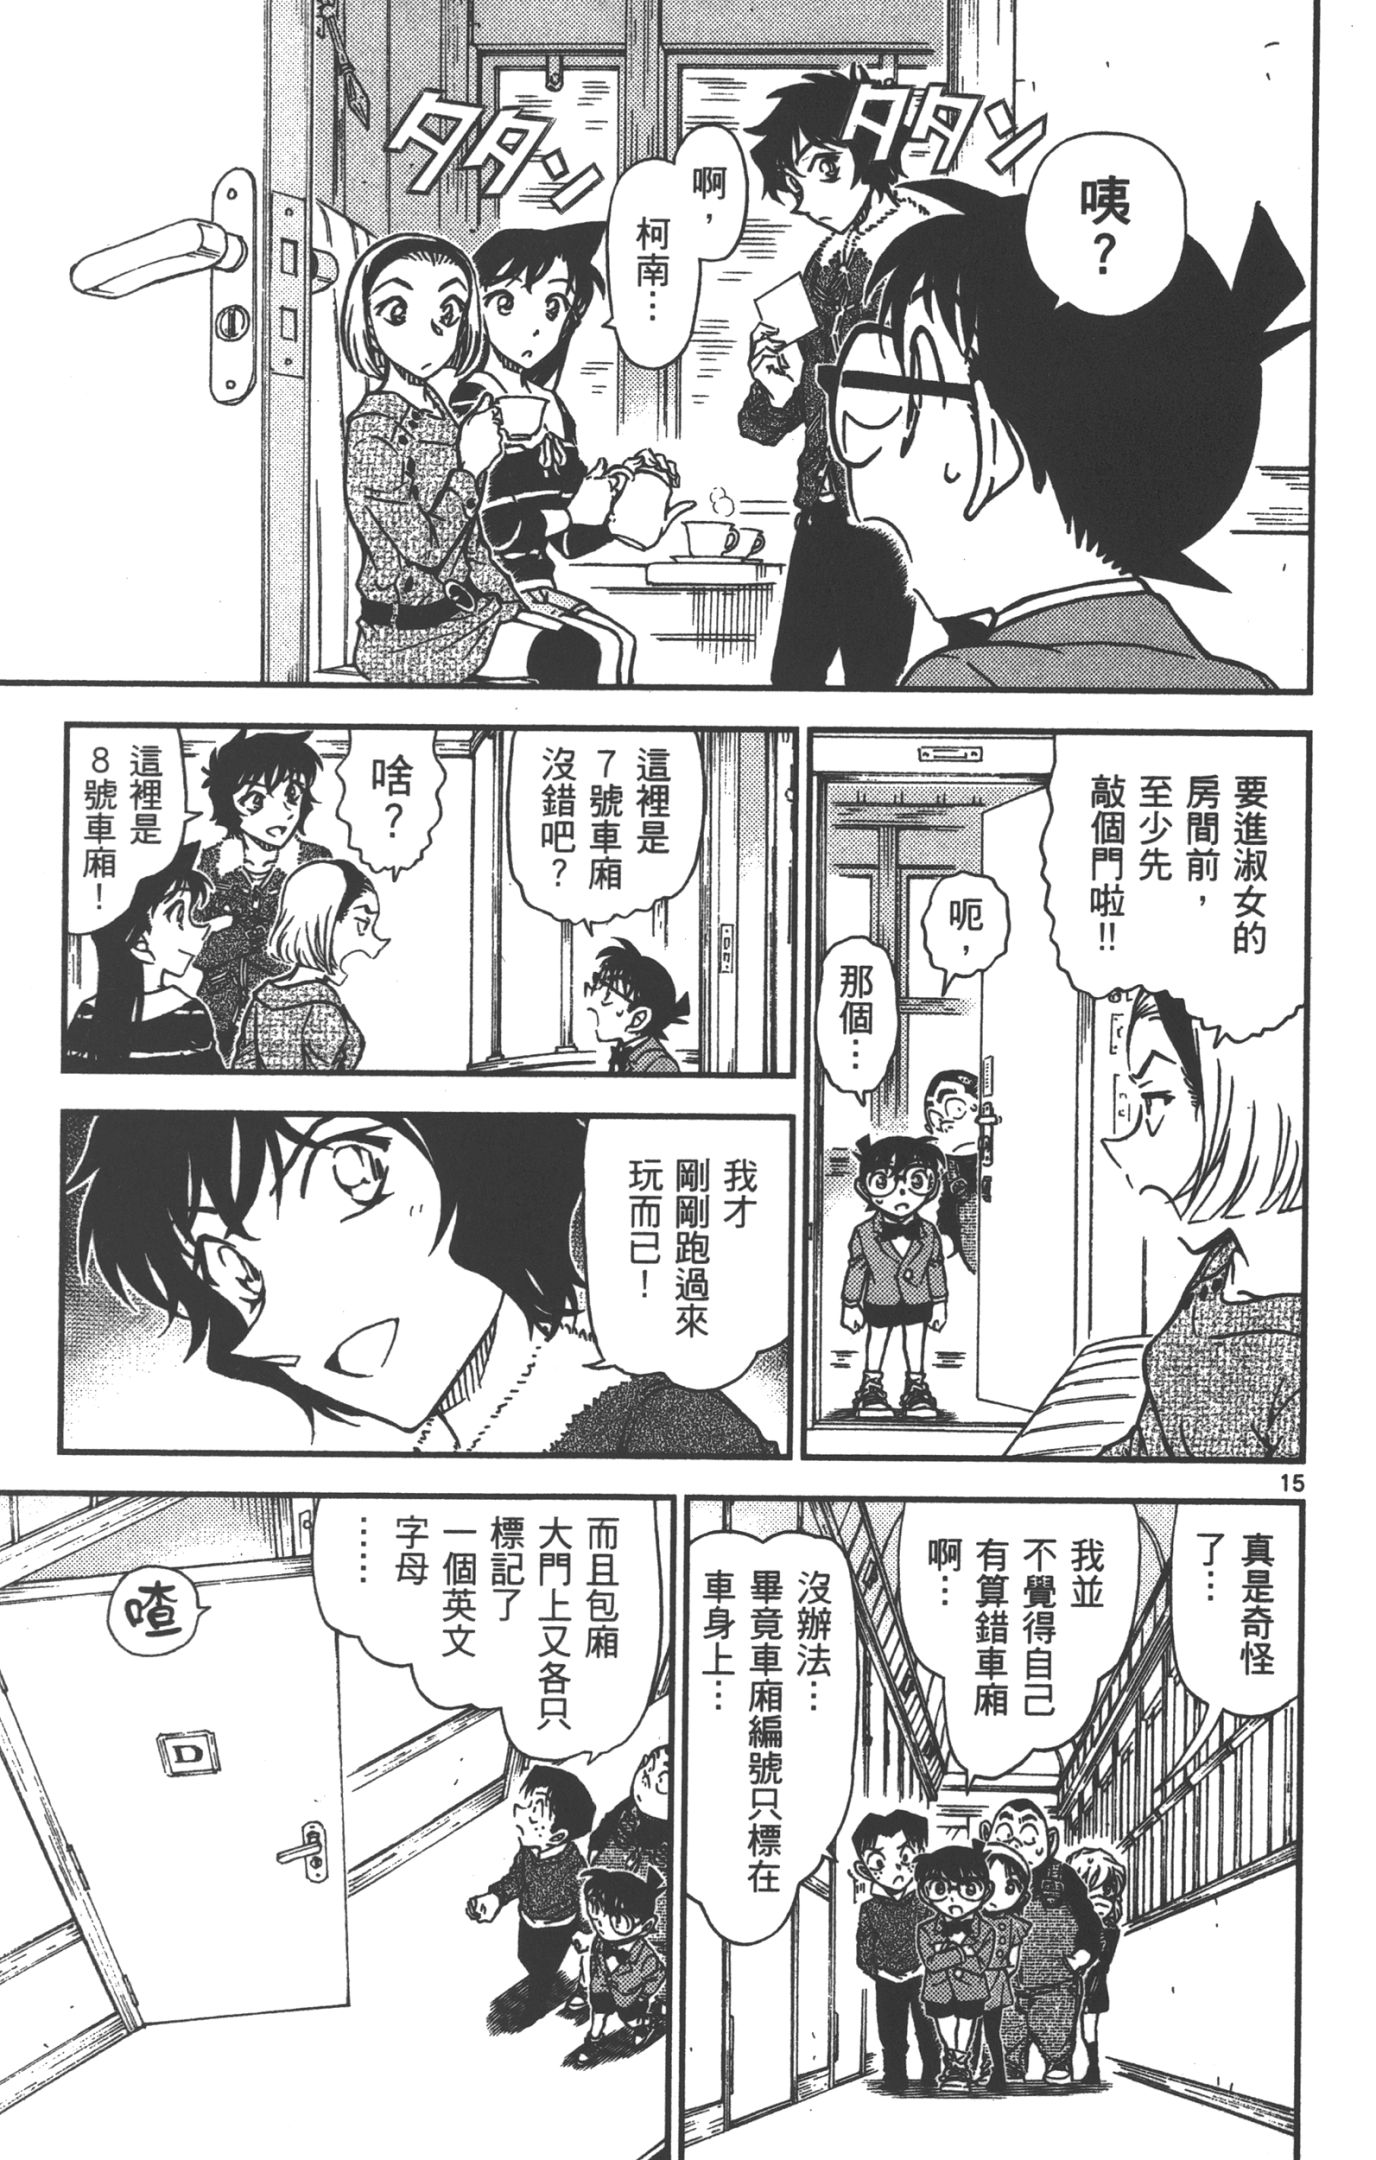 咦？
タタン
啊，
柯南…
タタン
要進淑女的
房間前，
至少先
敲個門啦!!
呃，
那個…
這裡是
7號車廂
沒錯吧？
啥？
這裡是
8號車廂！
我才
剛剛跑過來
玩而已！
15
真是奇怪
了…
我並
不覺得自己
有算錯車廂
啊…
沒辦法…
畢竟車廂編號只標在
車身上…
而且包廂
大門上又各只
標記了
一個英文
字母
……
喳
D